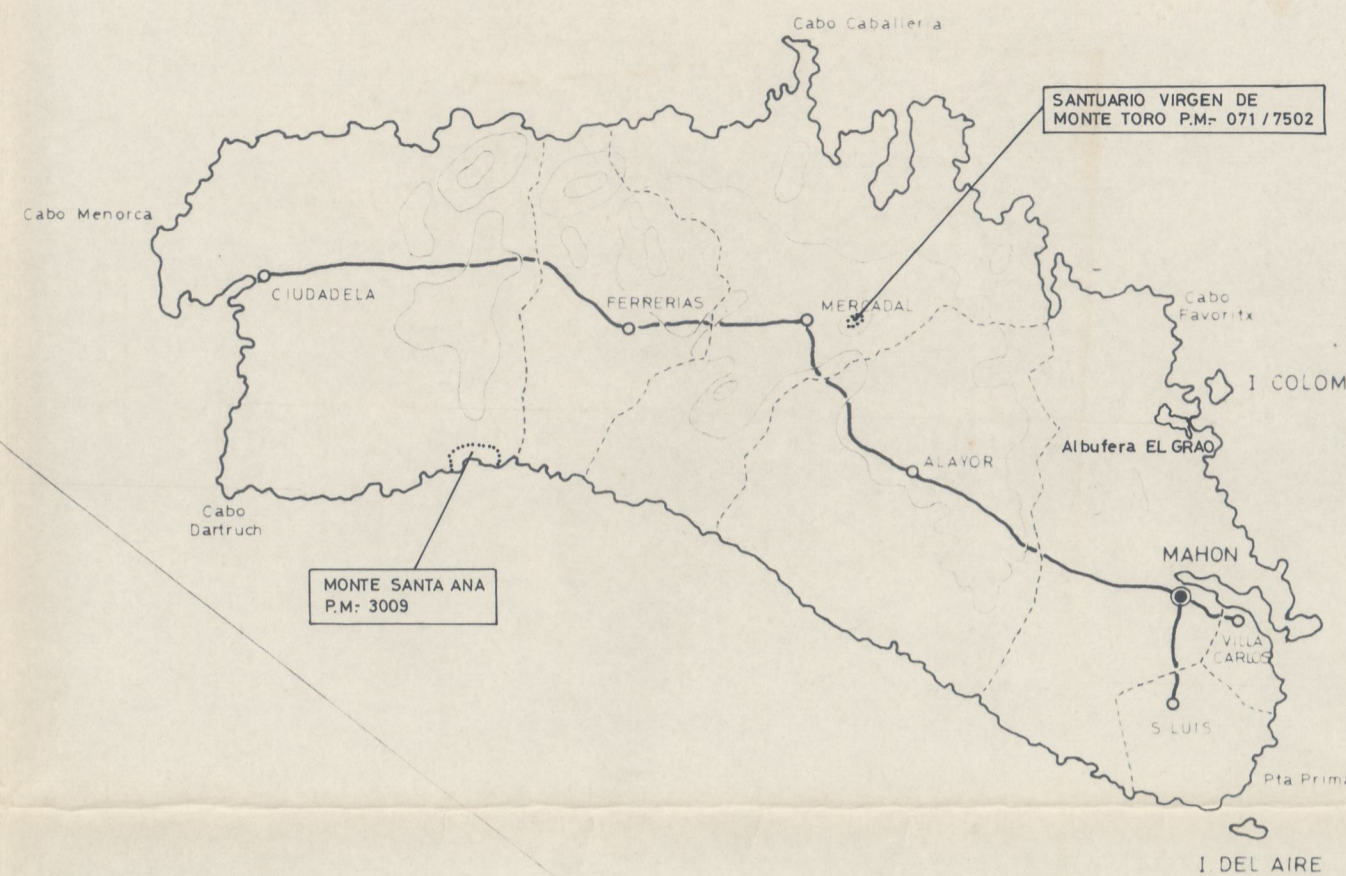 Cabo Caballeria
SANTUARIO VIRGEN DE
MONTE TORO P.M.- 071/7502
Cabo Menorca
CIUDADELA
FERRERIAS
MERCADAL
Cabo
Favoritx
I COLOM
Albufera EL GRAO
ALAYOR
Cabo
Dartruch
MONTE SANTA ANA
P.M.- 3009
MAHON
VILLA
CARLOS
S LUIS
Pta Prima
I. DEL AIRE